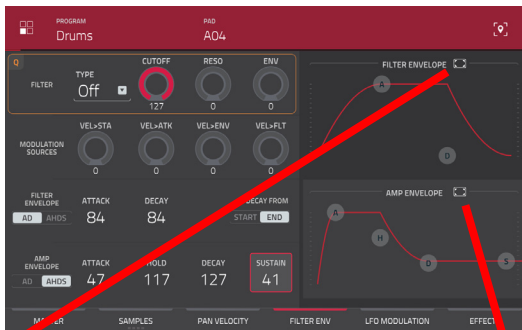 PROGRAM
Drums
PAD
A04
Q
FILTER
TYPE
Off
CUTOFF
127
RESO
0
ENV
0
MODULATION
SOURCES
VEL>STA
0
VEL>ATK
0
VEL>ENV
0
VEL>FLT
0
FILTER
ENVELOPE
AD AHDS
ATTACK
84
DECAY
84
DECAY FROM
START END
AMP
ENVELOPE
AD AHDS
ATTACK
47
HOLD
117
DECAY
127
SUSTAIN
41
FILTER ENVELOPE
A
D
AMP ENVELOPE
A
H
D
S
MASTER SAMPLES PAN VELOCITY FILTER ENV LFO MODULATION EFFECT